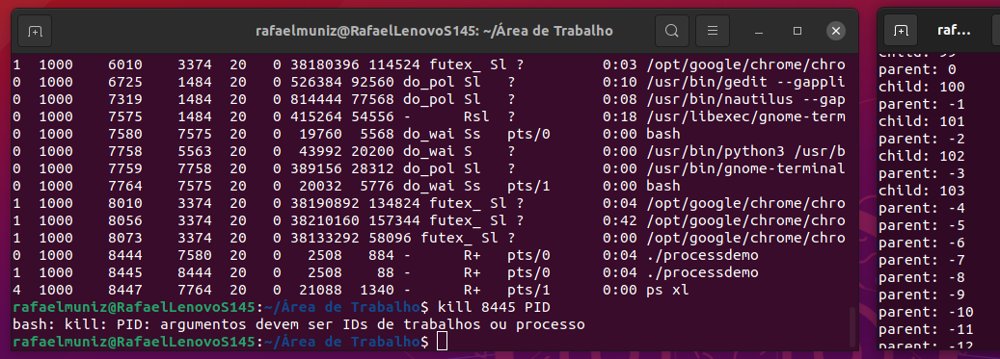 rafaelmuniz@RafaelLenovoS145: ~/Área de Trabalho
1 1000 6010 3374 20 0 38180396 114524 futex_ Sl ? 0:03 /opt/google/chrome/chro
0 1000 6725 1484 20 0 526384 92560 do_pol Sl ? 0:10 /usr/bin/gedit --gappli
0 1000 7319 1484 20 0 814444 77560 do_pol Sl ? 0:08 /usr/bin/nautilus --gap
0 1000 7575 1484 20 0 415264 54556 - Rsl ? 0:18 /usr/libexec/gnome-term
0 1000 7580 7575 20 0 19760 5568 do_wai Ss pts/0 0:00 bash
0 1000 7758 5563 20 0 43992 20200 do_wai S ? 0:00 /usr/bin/python3 /usr/b
0 1000 7759 7758 20 0 389156 28312 do_pol Sl ? 0:00 /usr/bin/gnome-terminal
0 1000 7764 7575 20 0 20032 5776 do_wai Ss pts/1 0:00 bash
1 1000 8010 3374 20 0 38190892 134824 futex_ Sl ? 0:04 /opt/google/chrome/chro
1 1000 8056 3374 20 0 38210160 157344 futex_ Sl ? 0:42 /opt/google/chrome/chro
1 1000 8073 3374 20 0 38133292 58096 futex_ Sl ? 0:00 /opt/google/chrome/chro
0 1000 8444 7580 20 0 2508 884 - R+ pts/0 0:04 ./processdemo
1 1000 8445 8444 20 0 2508 88 - R+ pts/0 0:04 ./processdemo
4 1000 8447 7764 20 0 21088 1340 - R+ pts/1 0:00 ps xl
rafaelmuniz@RafaelLenovoS145:~/Área de Trabalho$ kill 8445 PID
bash: kill: PID: argumentos devem ser IDs de trabalhos ou processo
rafaelmuniz@RafaelLenovoS145:~/Área de Trabalho$
raf…
child: 99
parent: 0
child: 100
parent: -1
child: 101
parent: -2
child: 102
parent: -3
child: 103
parent: -4
parent: -5
parent: -6
parent: -7
parent: -8
parent: -9
parent: -10
parent: -11
parent: -12